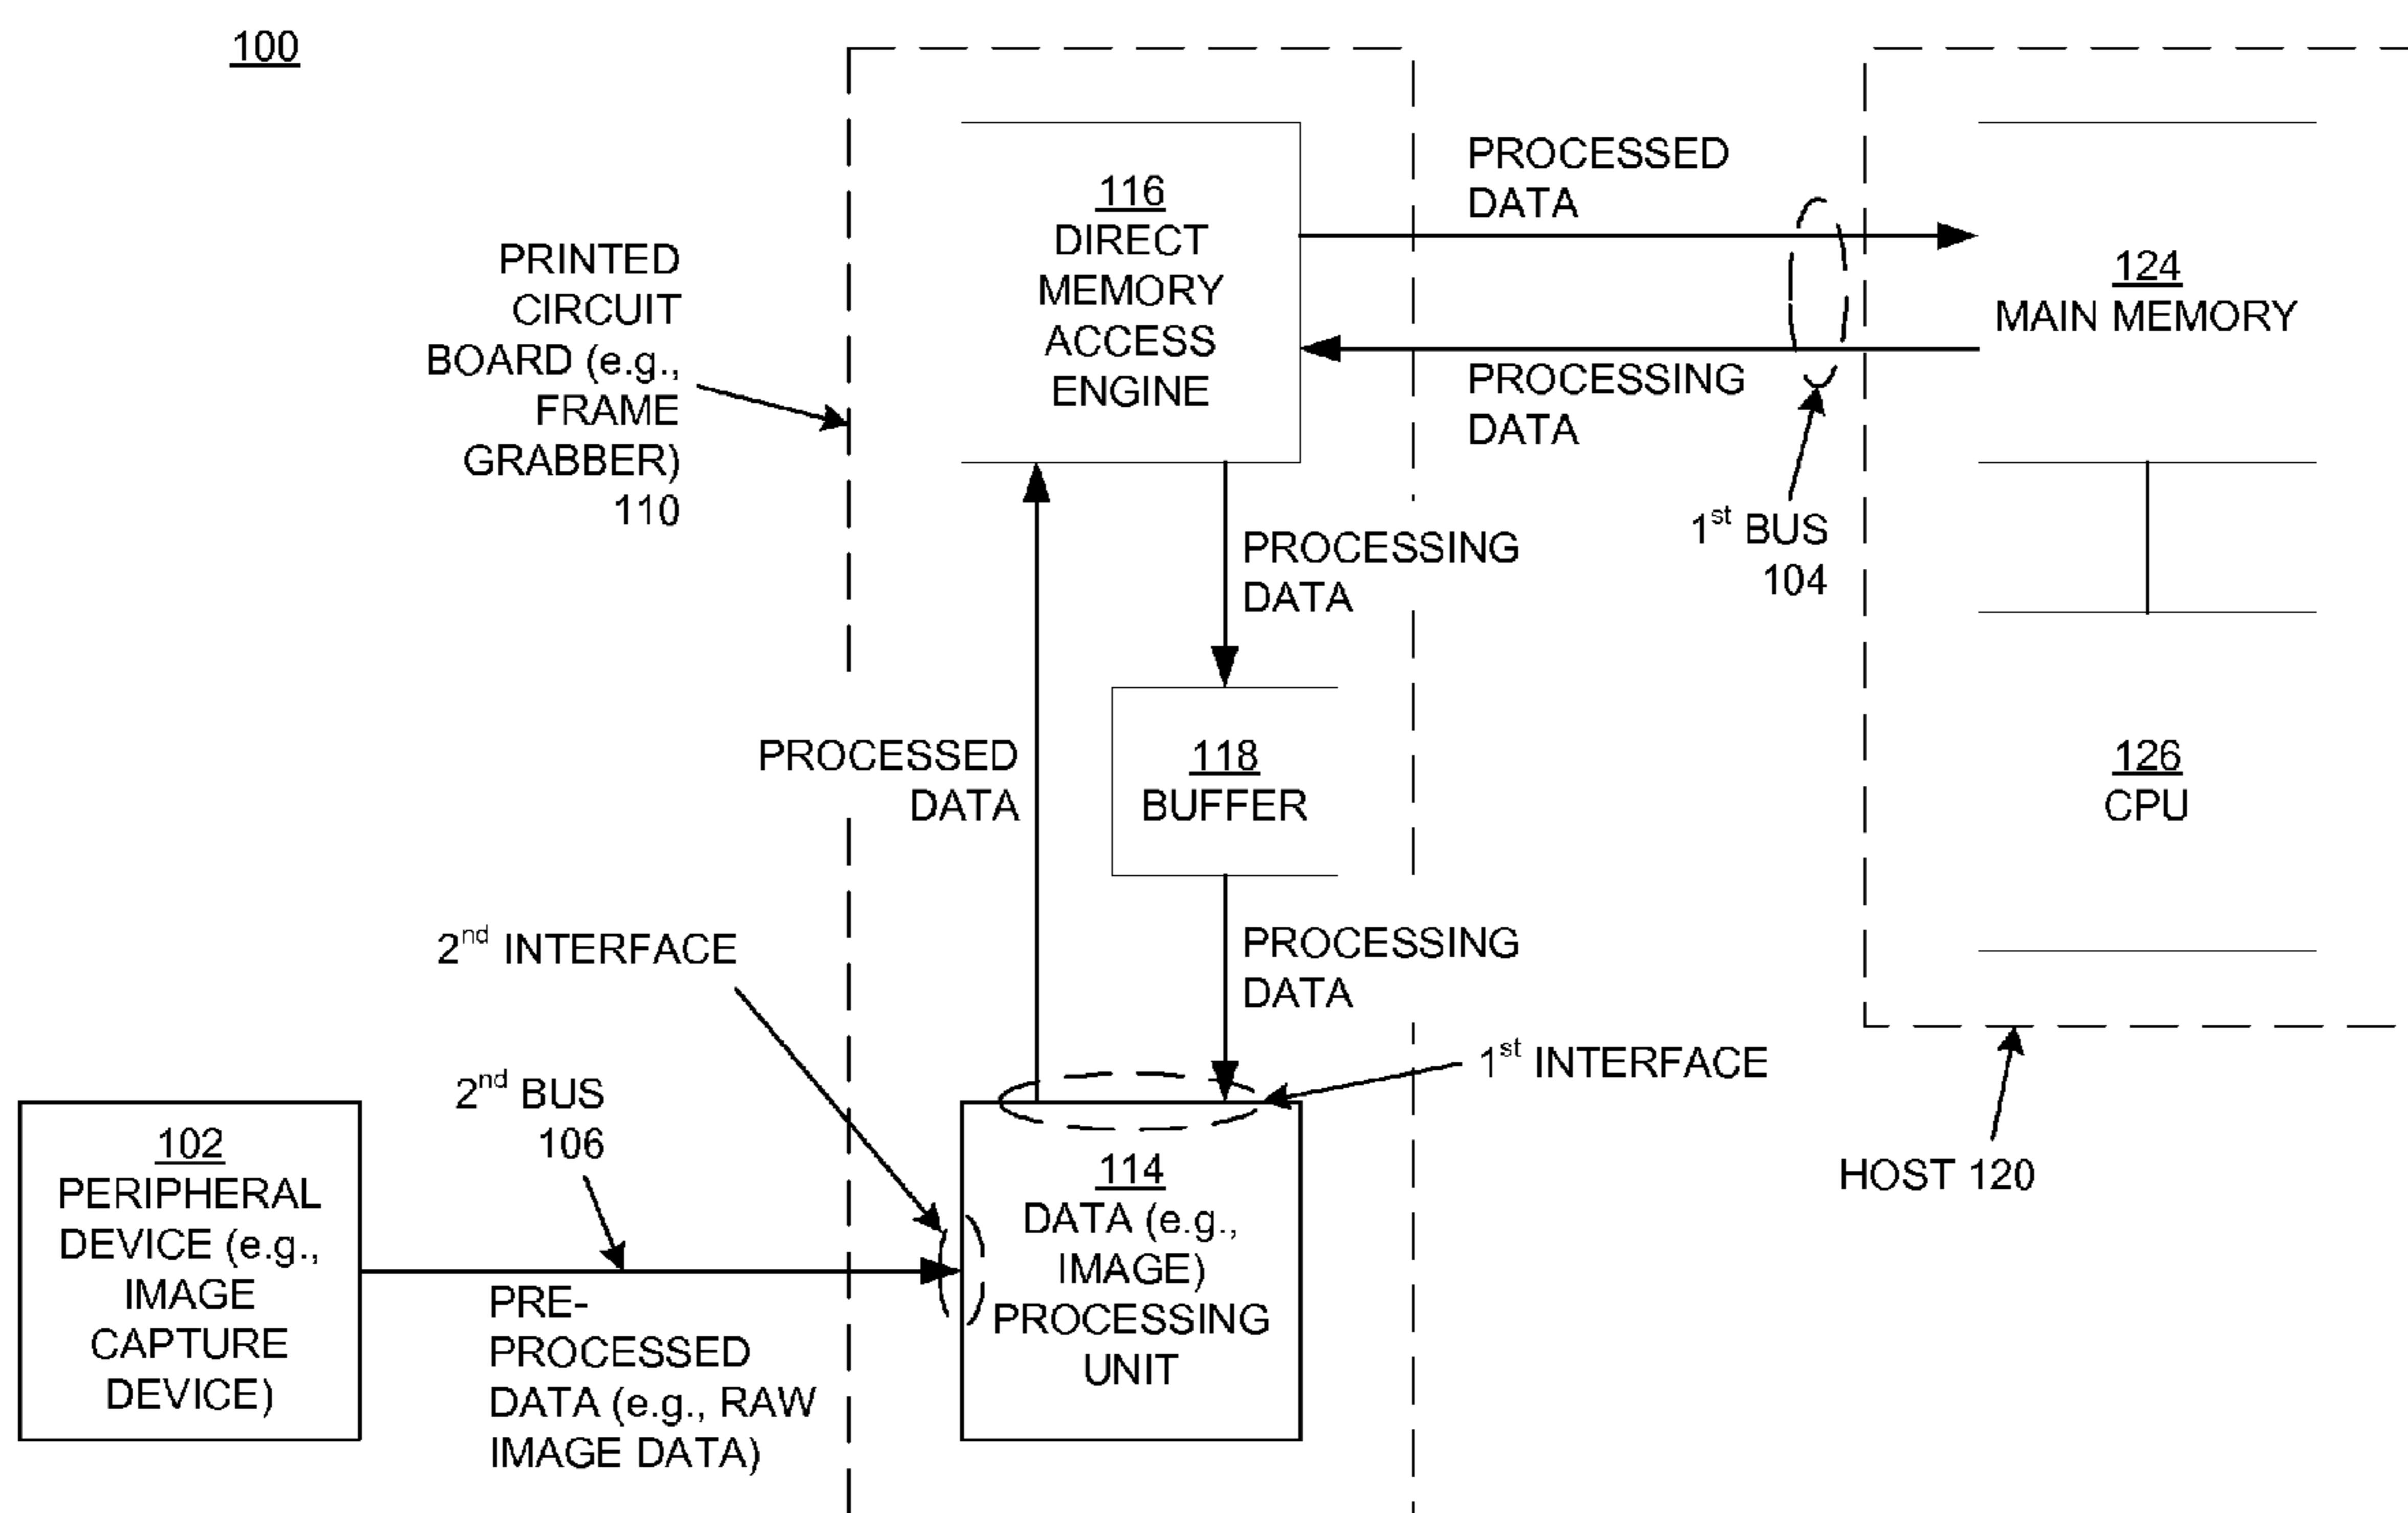 100
PRINTED
CIRCUIT
BOARD (e.g.,
FRAME
GRABBER)
110
116
DIRECT
MEMORY
ACCESS
ENGINE
PROCESSED
DATA
PROCESSING
DATA
1st BUS
104
124
MAIN MEMORY
PROCESSING
DATA
PROCESSED
DATA
118
BUFFER
126
CPU
PROCESSING
DATA
2nd INTERFACE
1st INTERFACE
2nd BUS
106
HOST 120
102
PERIPHERAL
DEVICE (e.g.,
IMAGE
CAPTURE
DEVICE)
PRE-
PROCESSED
DATA (e.g., RAW
IMAGE DATA)
114
DATA (e.g.,
IMAGE)
PROCESSING
UNIT